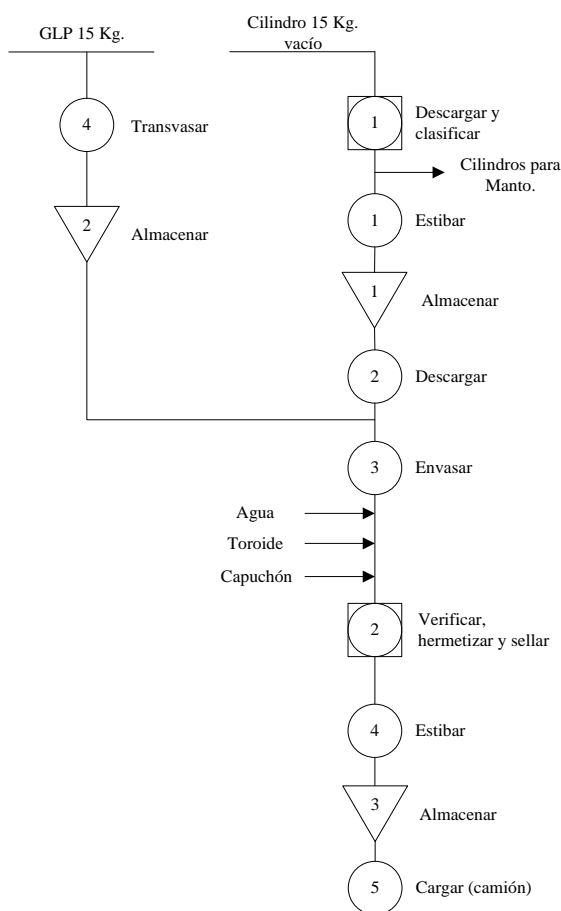 GLP 15 Kg.
Cilindro 15 Kg.
vacío
4
Transvasar
2
Almacenar
1
Descargar y
clasificar
Cilindros para
Manto.
1
Estibar
1
Almacenar
2
Descargar
3
Envasar
Agua
Toroide
Capuchón
2
Verificar,
hermetizar y sellar
4
Estibar
3
Almacenar
5
Cargar (camión)